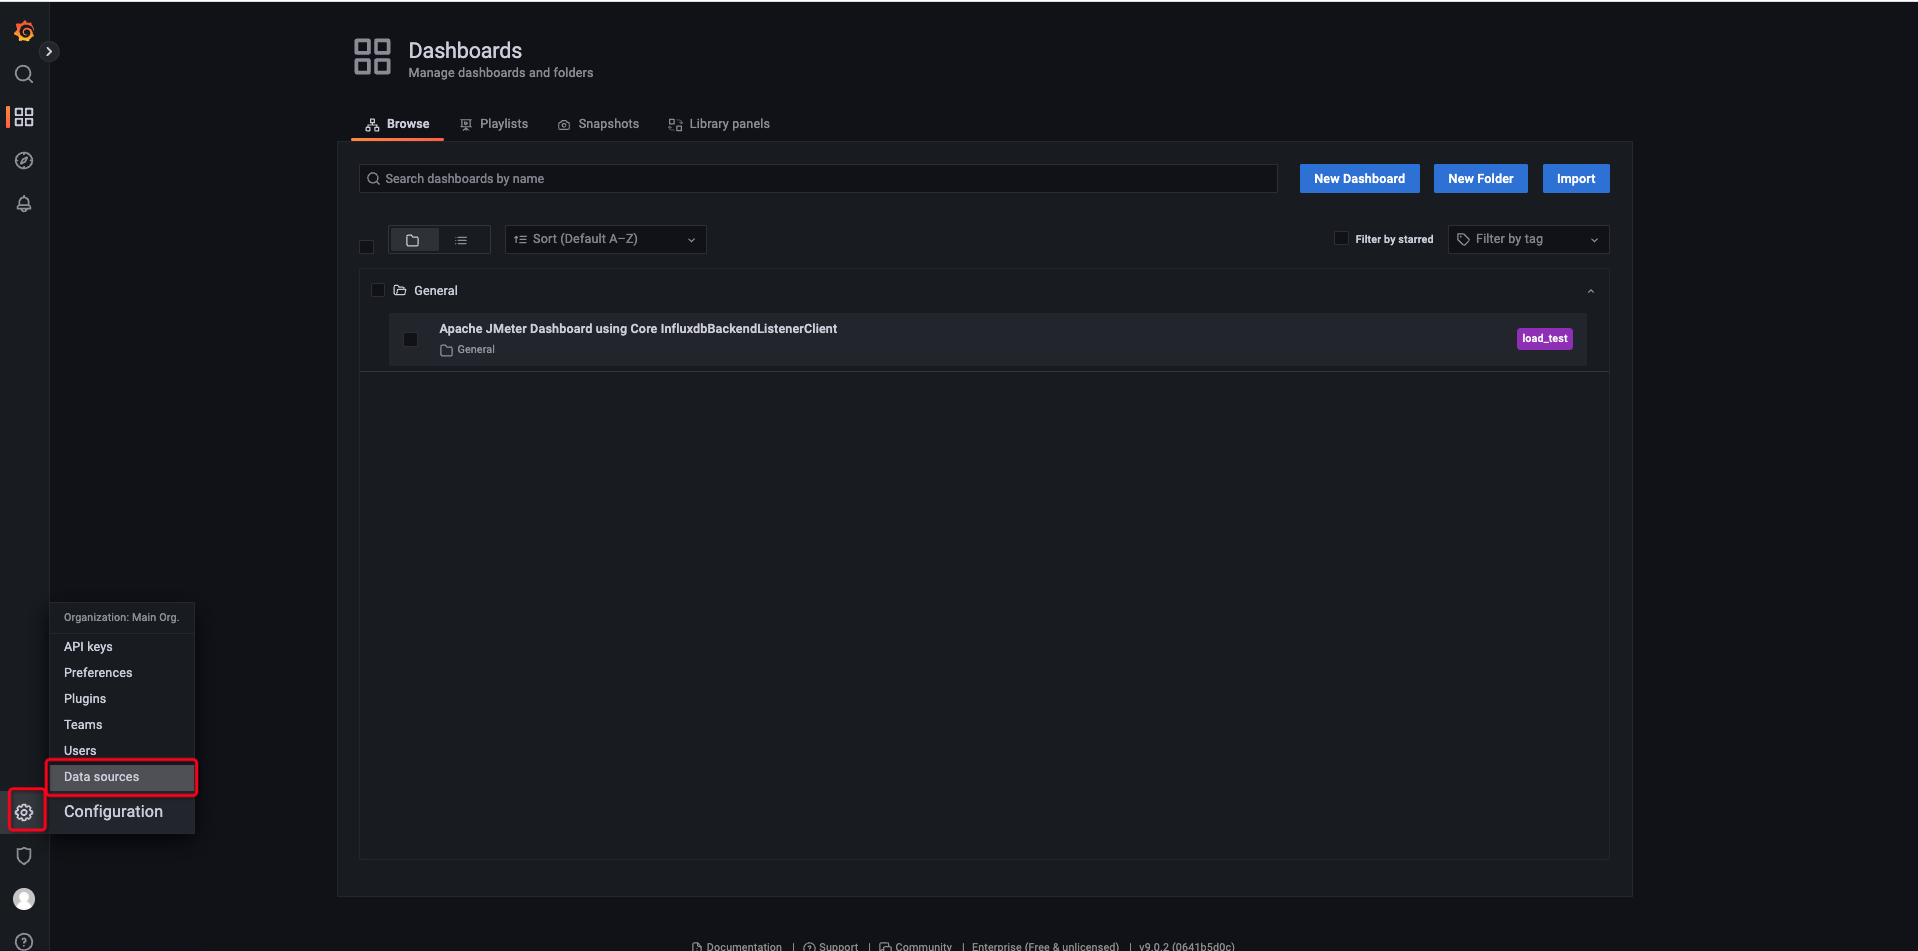 Dashboards
Manage dashboards and folders
Browse
Playlists
Snapshots
Library panels
Search dashboards by name
New Dashboard
New Folder
Import
Sort (Default A–Z)
Filter by starred
Filter by tag
General
Apache JMeter Dashboard using Core InfluxdbBackendListenerClient
General
load_test
Organization: Main Org.
API keys
Preferences
Plugins
Teams
Users
Data sources
Configuration
Documentation | Support | Community | Enterprise (Free & unlicensed) | v9.0.2 (0641b5d0c)